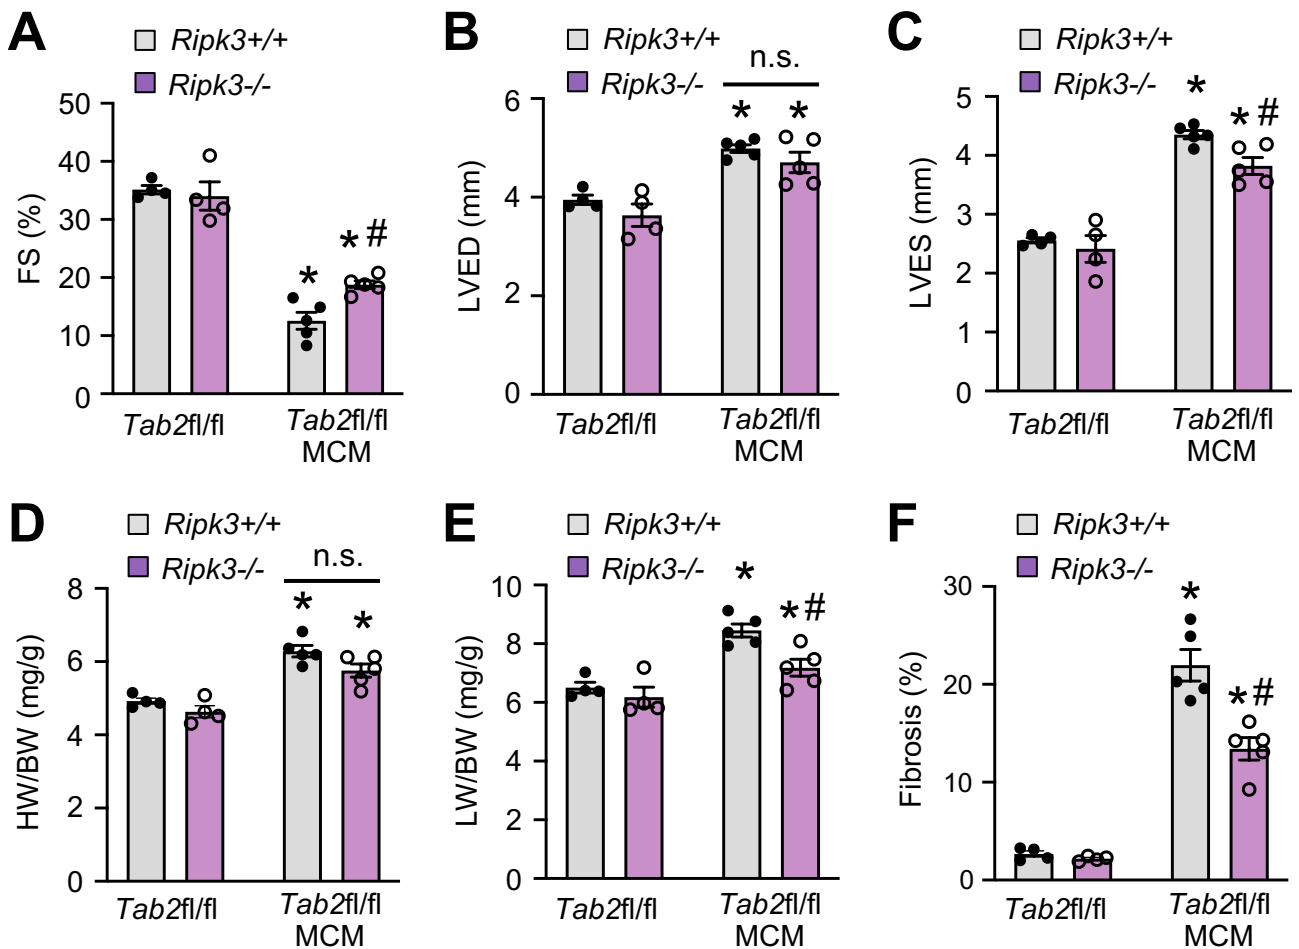 A
Ripk3+/+
Ripk3-/-
FS (%)
50
40
30
20
10
0
*
* #
Tab2fl/fl
Tab2fl/fl
MCM
B
Ripk3+/+
Ripk3-/-
LVED (mm)
6
4
2
0
n.s.
*
*
Tab2fl/fl
Tab2fl/fl
MCM
C
Ripk3+/+
Ripk3-/-
LVES (mm)
5
4
3
2
1
0
*
* #
Tab2fl/fl
Tab2fl/fl
MCM
D
Ripk3+/+
Ripk3-/-
HW/BW (mg/g)
8
6
4
2
0
n.s.
*
*
Tab2fl/fl
Tab2fl/fl
MCM
E
Ripk3+/+
Ripk3-/-
LW/BW (mg/g)
10
8
6
4
2
0
*
* #
Tab2fl/fl
Tab2fl/fl
MCM
F
Ripk3+/+
Ripk3-/-
Fibrosis (%)
30
20
10
0
*
* #
Tab2fl/fl
Tab2fl/fl
MCM